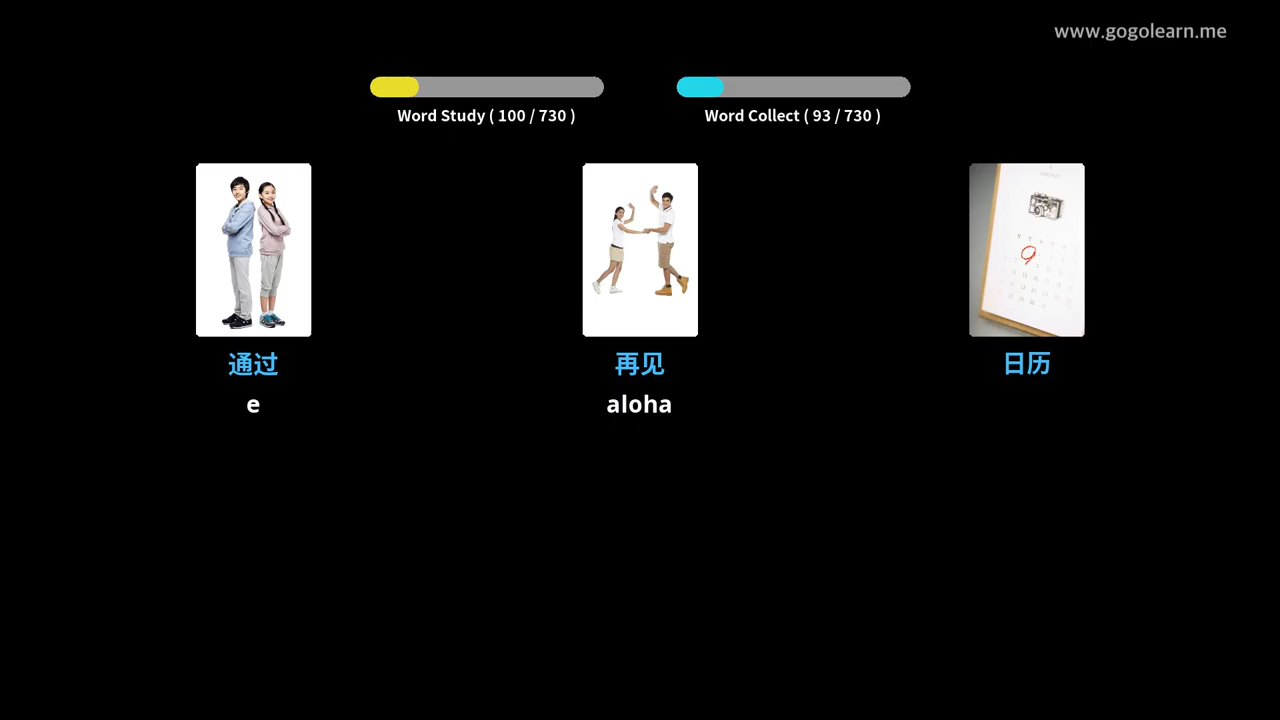 www.gogolearn.me
Word Study ( 100 / 730 )
Word Collect ( 93 / 730 )
通过
再见
日历
e
aloha